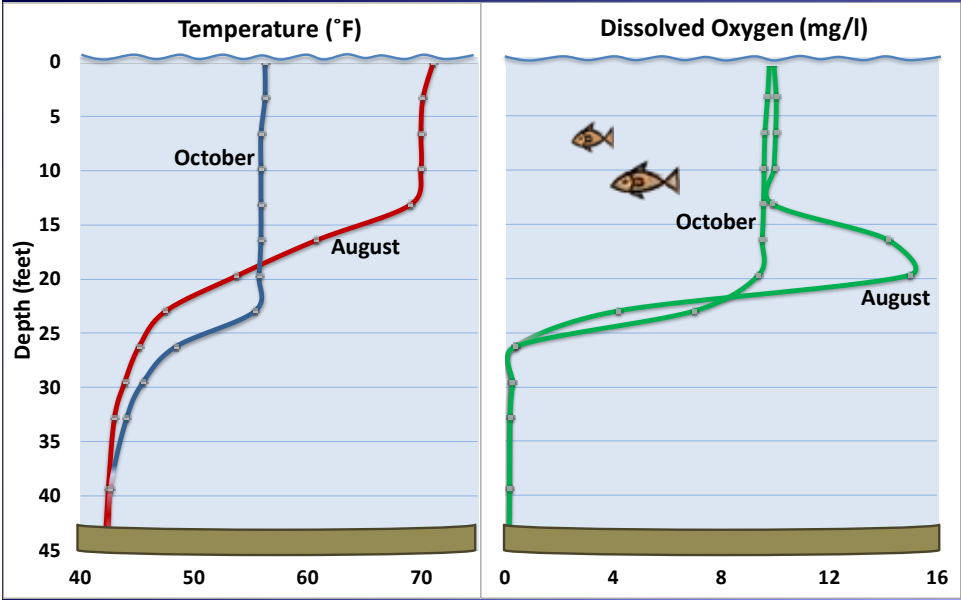 Temperature (˚F)
Dissolved Oxygen (mg/l)
Depth (feet)
0
5
10
15
20
25
30
35
40
45
October
August
40
50
60
70
October
August
0
4
8
12
16